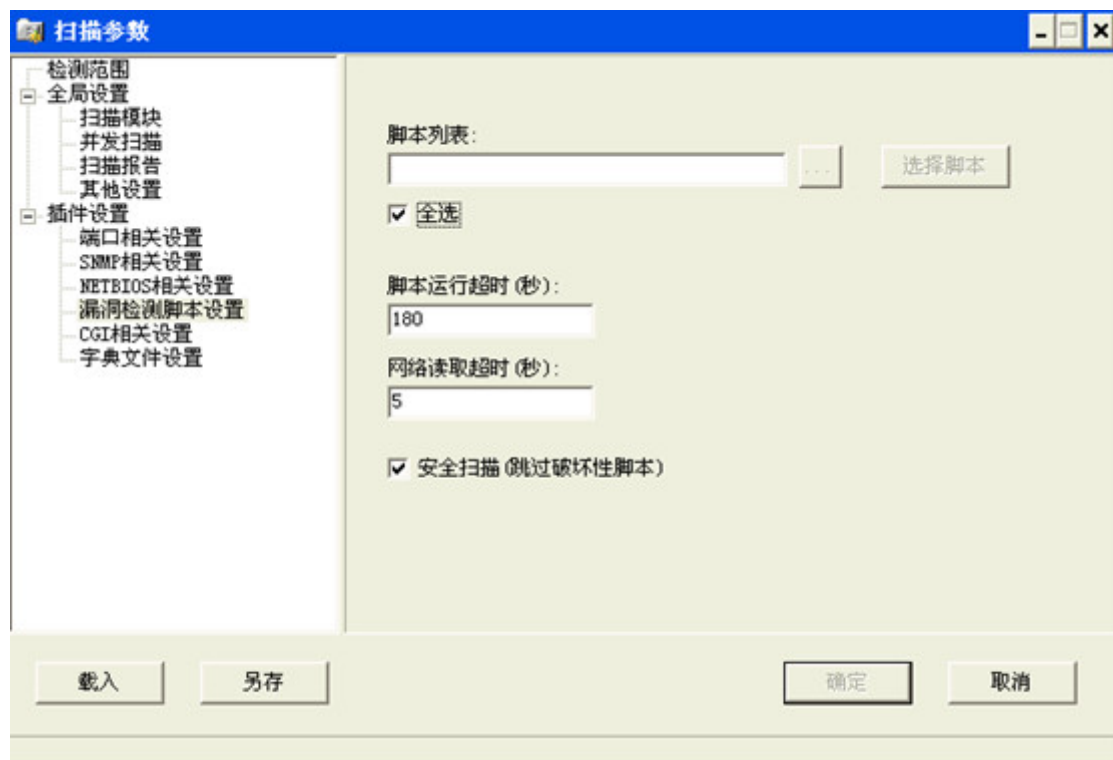 扫描参数
检测范围
全局设置
扫描模块
并发扫描
扫描报告
其他设置
插件设置
端口相关设置
SNMP相关设置
NETBIOS相关设置
漏洞检测脚本设置
CGI相关设置
字典文件设置
脚本列表:
... 选择脚本
全选
脚本运行超时(秒):
180
网络读取超时(秒):
5
安全扫描(跳过破坏性脚本)
载入 另存 确定 取消